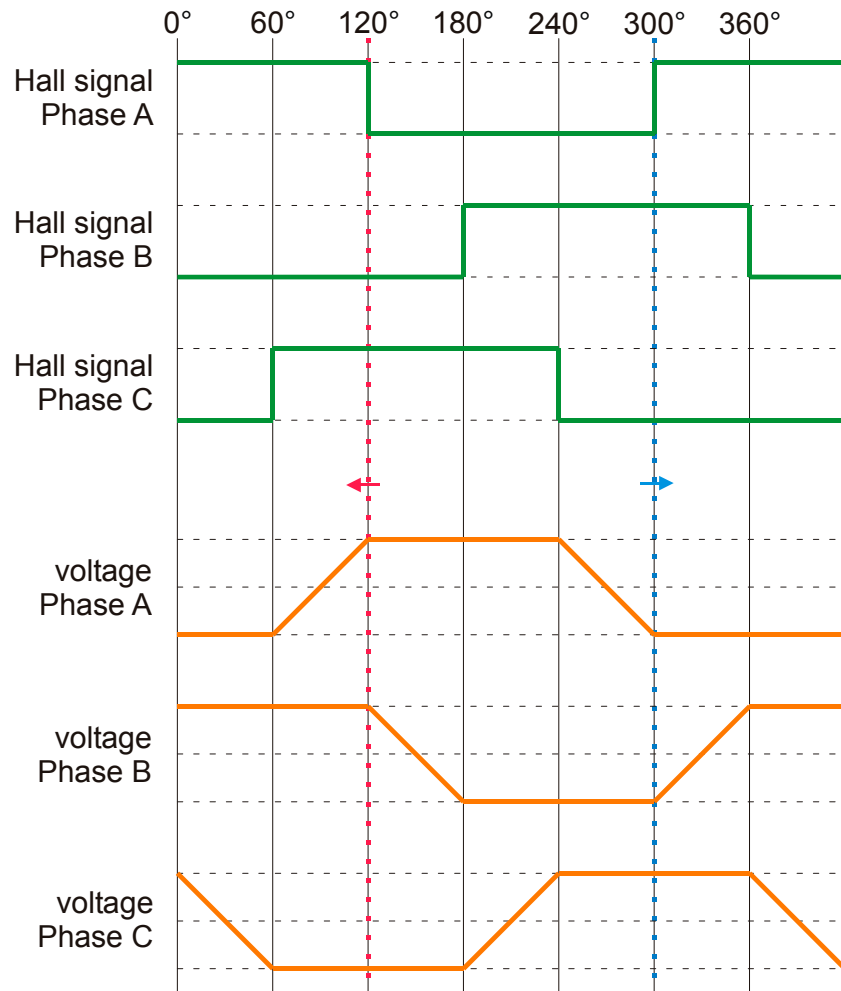 0° 60° 120° 180° 240° 300° 360°
Hall signal
Phase A
Hall signal
Phase B
Hall signal
Phase C
voltage
Phase A
voltage
Phase B
voltage
Phase C